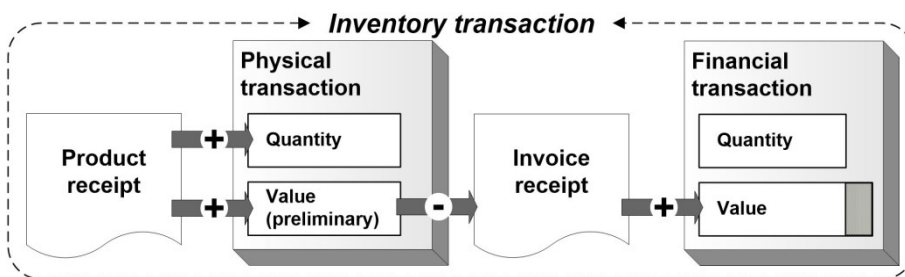 Inventory transaction
Physical
transaction
Financial
transaction
Product
receipt
+
Quantity
+
Value
(preliminary)
-
Invoice
receipt
+
Quantity
Value